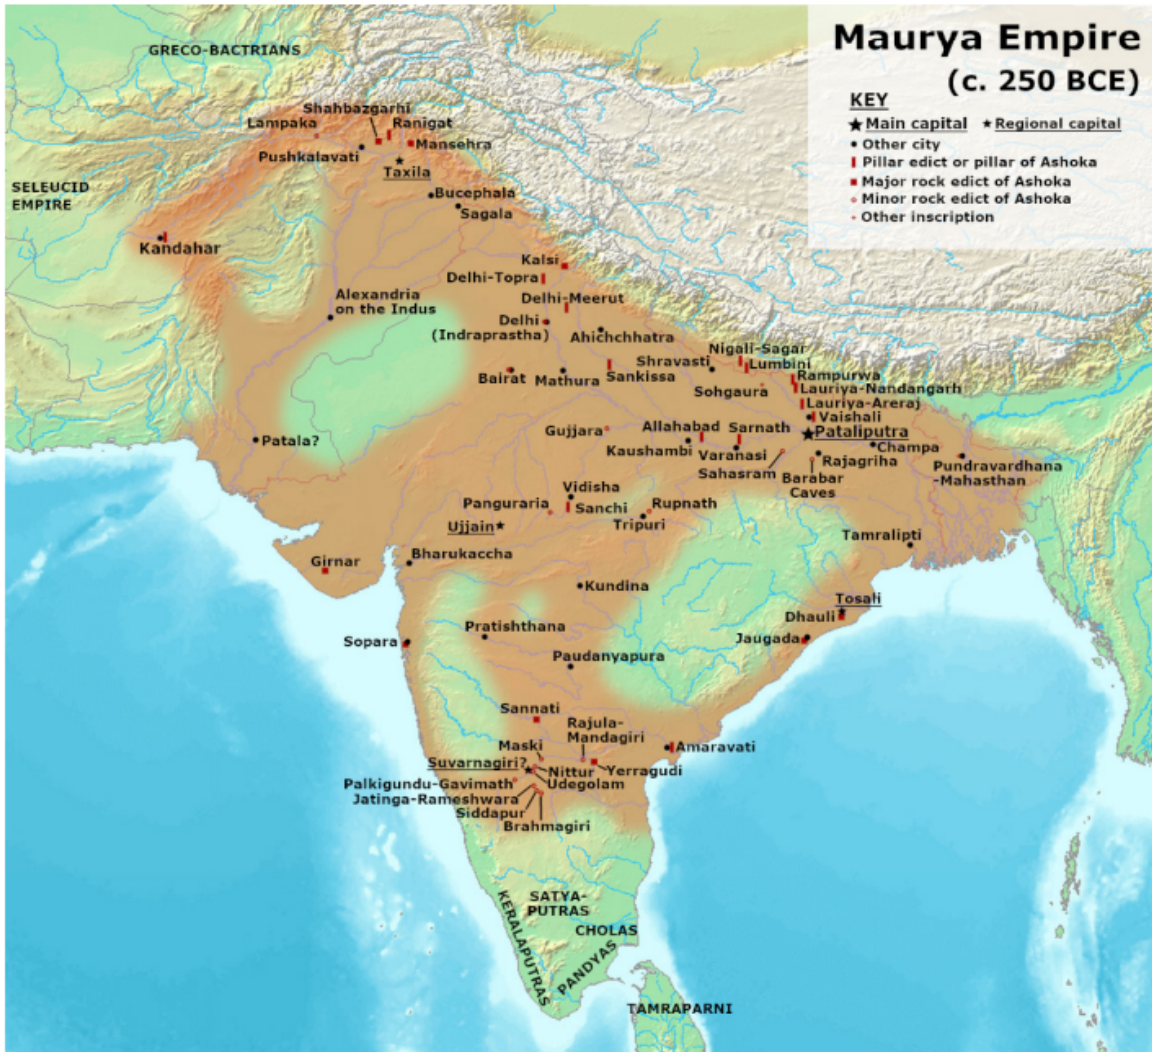 Maurya Empire
(c. 250 BCE)
KEY
Main capital
Regional capital
Other city
Pillar edict or pillar of Ashoka
Major rock edict of Ashoka
Minor rock edict of Ashoka
Other inscription
GRECO-BACTRIANS
Shahbazgarhi
Lampaka
Ranigat
Mansehra
Pushkalavati
Taxila
SELEUCID
EMPIRE
Bucephala
Sagala
Kandahar
Kalsi
Delhi-Topra
Alexandria
on the Indus
Delhi-Meerut
Delhi
(Indraprastha)
Ahichchhatra
Nigali-Sagar
Shravasti
Lumbini
Bairat
Mathura
Sankissa
Rampurwa
Sohgaura
Lauriya-Nandangarh
Lauriya-Areraj
Vaishali
Gujjara
Allahabad
Sarnath
Pataliputra
Patala?
Kaushambi
Varanasi
Champa
Sahasram
Rajagriha
Pundravardhana
-Mahasthan
Barabar
Caves
Vidisha
Panguraria
Sanchi
Rupnath
Ujjain
Tripuri
Tamralipti
Girnar
Bharukaccha
Kundina
Tosali
Dhauli
Sopara
Pratishthana
Jaugada
Paudanyapura
Sannati
Rajula-
Mandagiri
Maski
Amaravati
Suvarnagiri?
Nittur
Yerragudi
Palkigundu-Gavimath
Udegolam
Jatinga-Rameshwara
Siddapur
Brahmagiri
SATYA-
PUTRAS
KERALAPUTRAS
CHOLAS
PANDYAS
TAMRAPARNI